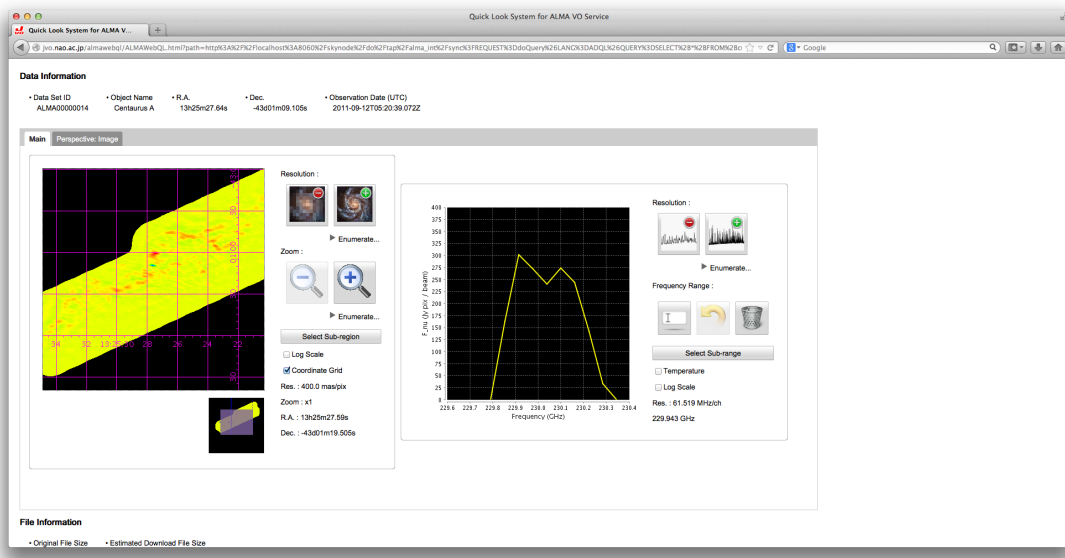 Quick Look System for ALMA VO Service
Quick Look System for ALMA V...
jvo.nao.ac.jp/almawebql/ALMAWebQL.html?path=http%3A%2F%2Flocalhost%3A8060%2Fskynode%2Fdo%2Ftap%2Falma_int%2Fsync%3FREQUEST%3DdoQuery%26LANG%3DADQL%26QUERY%3DSELECT%2B*%2BFROM%2B
Google
Data Information
• Data Set ID • Object Name • R.A. • Dec. • Observation Date (UTC)
ALMA00000014 Centaurus A 13h25m27.64s -43d01m09.105s 2011-09-12T05:20:39.072Z
Main Perspective: Image
Resolution :
Enumerate...
Zoom :
Enumerate...
Select Sub-region
Log Scale
Coordinate Grid
Res. : 400.0 mas/pix
Zoom : x1
R.A. : 13h25m27.59s
Dec. : -43d01m19.505s
30
01:00
30
34 32 28 26 24 22
30
400
375
350
325
300
275
250
225
200
175
150
125
100
75
50
25
0
F_nu (Jy pix / beam)
229.6 229.7 229.8 229.9 230.0 230.1 230.2 230.3 230.4
Frequency (GHz)
Resolution :
Enumerate...
Frequency Range :
Select Sub-range
Temperature
Log Scale
Res. : 61.519 MHz/ch
229.943 GHz
File Information
• Original File Size • Estimated Download File Size